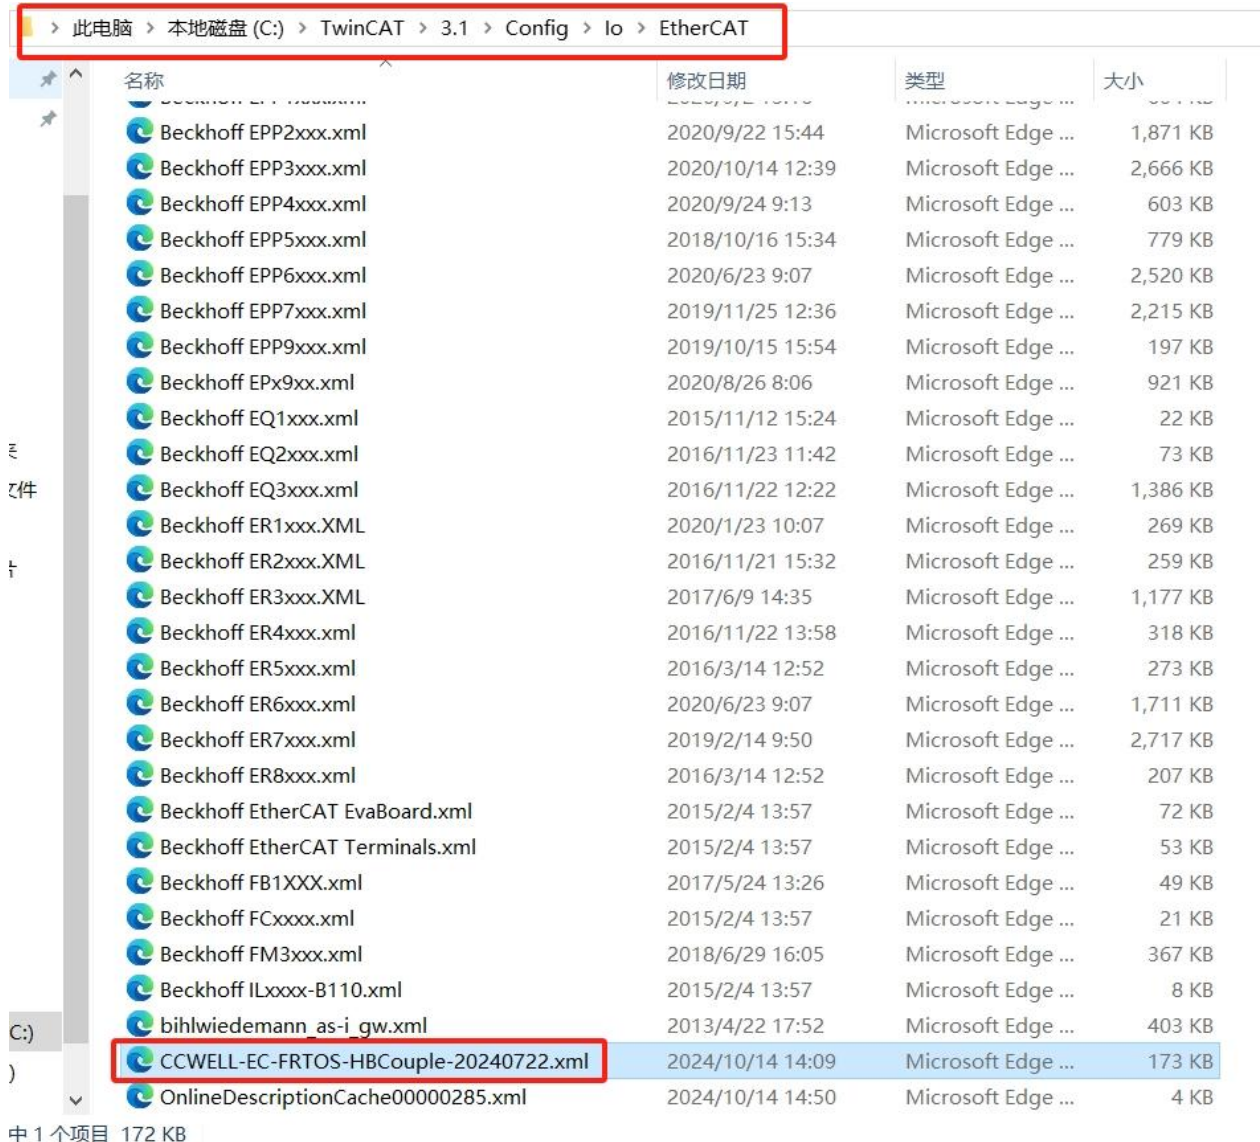 此电脑 > 本地磁盘 (C:) > TwinCAT > 3.1 > Config > Io > EtherCAT
名称 修改日期 类型 大小
Beckhoff EPP2xxx.xml 2020/9/22 15:44 Microsoft Edge ... 1,871 KB
Beckhoff EPP3xxx.xml 2020/10/14 12:39 Microsoft Edge ... 2,666 KB
Beckhoff EPP4xxx.xml 2020/9/24 9:13 Microsoft Edge ... 603 KB
Beckhoff EPP5xxx.xml 2018/10/16 15:34 Microsoft Edge ... 779 KB
Beckhoff EPP6xxx.xml 2020/6/23 9:07 Microsoft Edge ... 2,520 KB
Beckhoff EPP7xxx.xml 2019/11/25 12:36 Microsoft Edge ... 2,215 KB
Beckhoff EPP9xxx.xml 2019/10/15 15:54 Microsoft Edge ... 197 KB
Beckhoff EPx9xx.xml 2020/8/26 8:06 Microsoft Edge ... 921 KB
Beckhoff EQ1xxx.xml 2015/11/12 15:24 Microsoft Edge ... 22 KB
Beckhoff EQ2xxx.xml 2016/11/23 11:42 Microsoft Edge ... 73 KB
文件 Beckhoff EQ3xxx.xml 2016/11/22 12:22 Microsoft Edge ... 1,386 KB
Beckhoff ER1xxx.XML 2020/1/23 10:07 Microsoft Edge ... 269 KB
Beckhoff ER2xxx.XML 2016/11/21 15:32 Microsoft Edge ... 259 KB
Beckhoff ER3xxx.XML 2017/6/9 14:35 Microsoft Edge ... 1,177 KB
Beckhoff ER4xxx.xml 2016/11/22 13:58 Microsoft Edge ... 318 KB
Beckhoff ER5xxx.xml 2016/3/14 12:52 Microsoft Edge ... 273 KB
Beckhoff ER6xxx.xml 2020/6/23 9:07 Microsoft Edge ... 1,711 KB
Beckhoff ER7xxx.xml 2019/2/14 9:50 Microsoft Edge ... 2,717 KB
Beckhoff ER8xxx.xml 2016/3/14 12:52 Microsoft Edge ... 207 KB
Beckhoff EtherCAT EvaBoard.xml 2015/2/4 13:57 Microsoft Edge ... 72 KB
Beckhoff EtherCAT Terminals.xml 2015/2/4 13:57 Microsoft Edge ... 53 KB
Beckhoff FB1XXX.xml 2017/5/24 13:26 Microsoft Edge ... 49 KB
Beckhoff FCxxxx.xml 2015/2/4 13:57 Microsoft Edge ... 21 KB
Beckhoff FM3xxx.xml 2018/6/29 16:05 Microsoft Edge ... 367 KB
Beckhoff ILxxxx-B110.xml 2015/2/4 13:57 Microsoft Edge ... 8 KB
C:) bihlwiedemann_as-i_gw.xml 2013/4/22 17:52 Microsoft Edge ... 403 KB
) CCWELL-EC-FRTOS-HBCouple-20240722.xml 2024/10/14 14:09 Microsoft Edge ... 173 KB
OnlineDescriptionCache00000285.xml 2024/10/14 14:50 Microsoft Edge ... 4 KB
中 1 个项目 172 KB